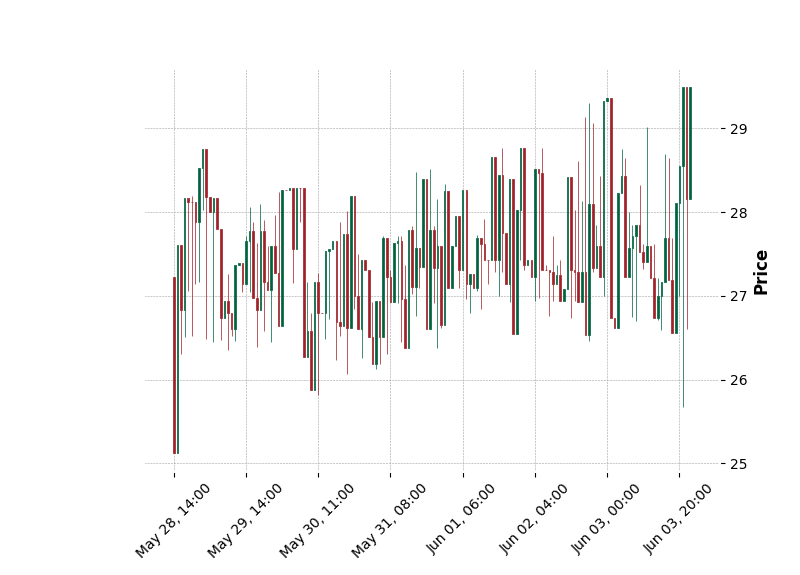 29
28
27
26
25
Price
May 28, 14:00
May 29, 14:00
May 30, 11:00
May 31, 08:00
Jun 01, 06:00
Jun 02, 04:00
Jun 03, 00:00
Jun 03, 20:00